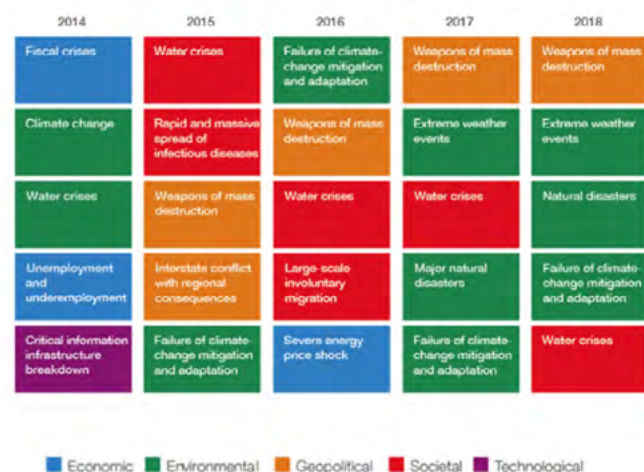 2014 2015 2016 2017 2018
Fiscal crises
Water crises
Failure of climate-
change mitigation
and adaptation
Weapons of mass
destruction
Weapons of mass
destruction
Climate change
Rapid and massive
spread of
infectious diseases
Weapons of mass
destruction
Extreme weather
events
Extreme weather
events
Water crises
Weapons of mass
destruction
Water crises
Water crises
Natural disasters
Unemployment
and
underemployment
Interstate conflict
with regional
consequences
Large-scale
involuntary
migration
Major natural
disasters
Failure of climate-
change mitigation
and adaptation
Critical information
infrastructure
breakdown
Failure of climate-
change mitigation
and adaptation
Severe energy
price shock
Failure of climate-
change mitigation
and adaptation
Water crises
Economic Environmental Geopolitical Societal Technological